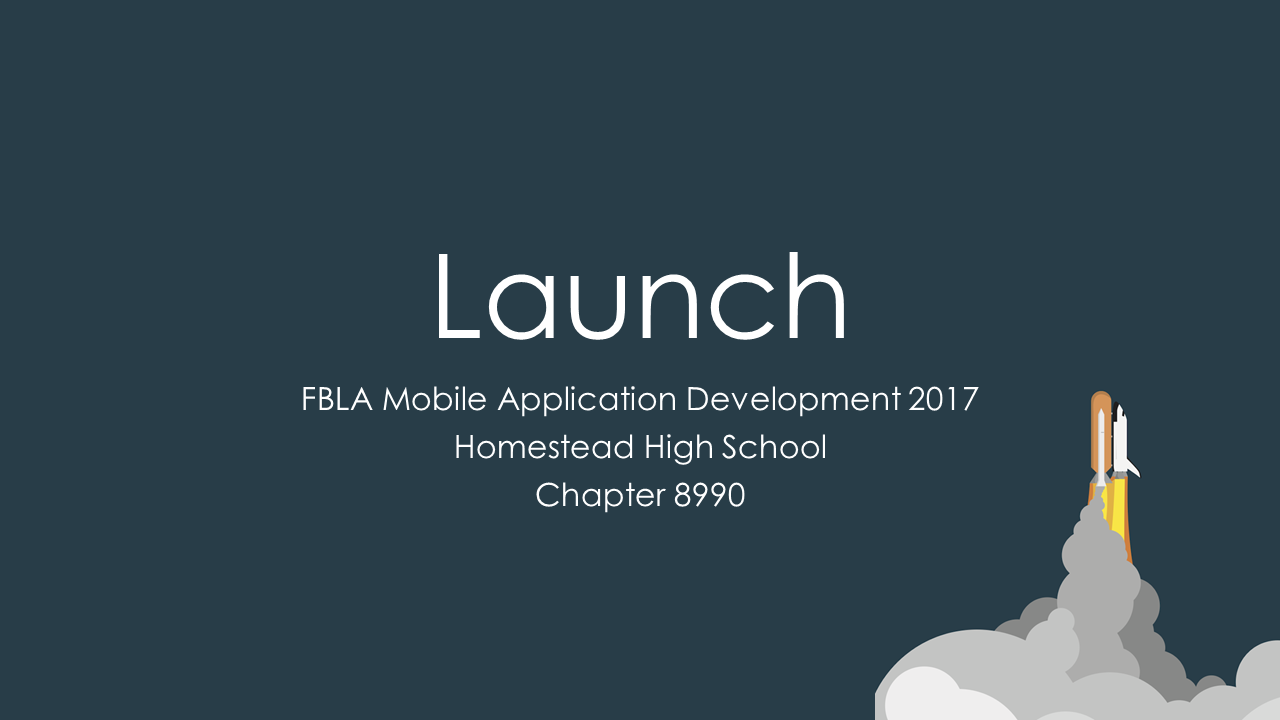 Launch
FBLA Mobile Application Development 2017
Homestead High School
Chapter 8990